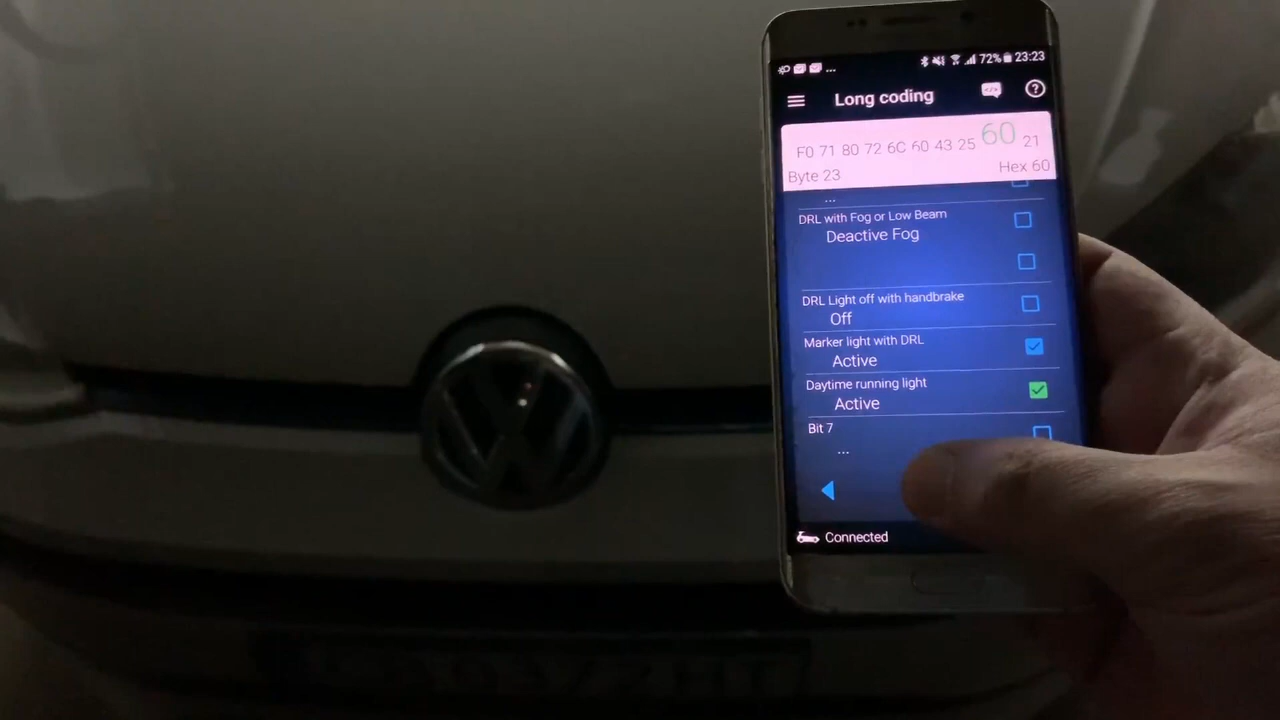 72% 23:23
Long coding
F0 71 80 72 6C 60 43 25 60 21
Byte 23 Hex 60
...
DRL with Fog or Low Beam
Deactive Fog
DRL Light off with handbrake
Off
Marker light with DRL
Active
Daytime running light
Active
Bit 7
...
Connected